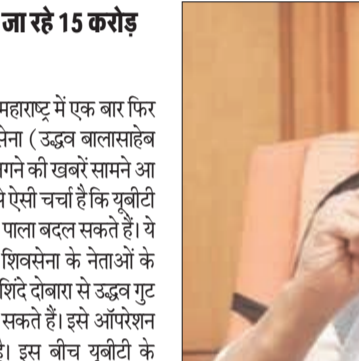 जा रहे 15 करोड़
महाराष्ट्र में एक बार फिर
सेना ( उद्धव बालासाहेब
गने की खबरें सामने आ
ऐसी चर्चा है कि यूबीटी
पाला बदल सकते हैं। ये
शिवसेना के नेताओं के
शिंदे दोबारा से उद्धव गुट
सकते हैं। इसे ऑपरेशन
है। इस बीच यूबीटी के